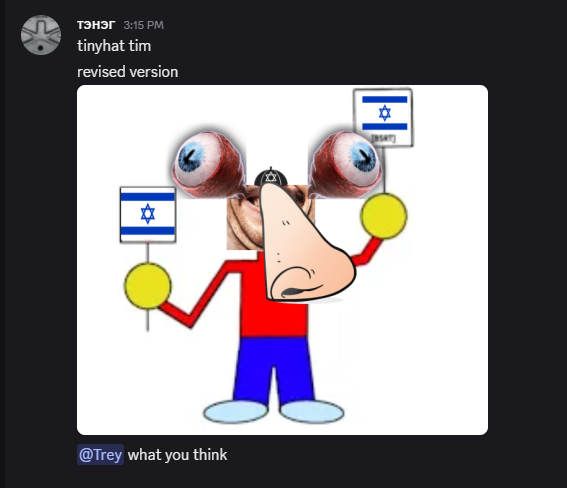 тэнэг 3:15 PM
tinyhat tim
revised version
@Trey what you think